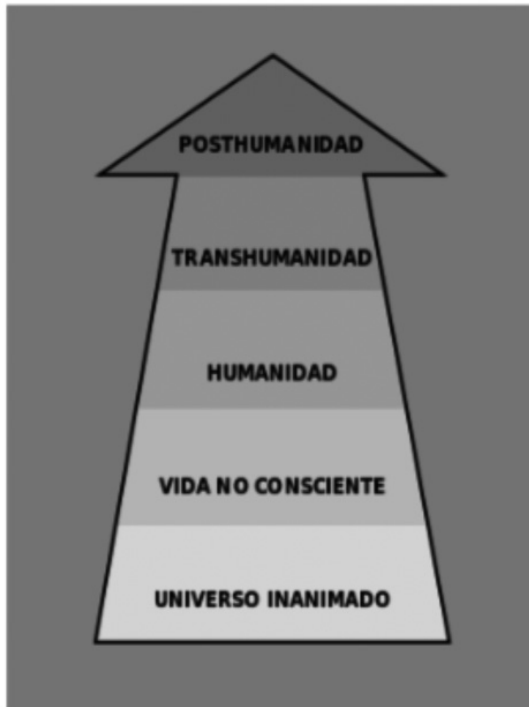 POSTHUMANIDAD
TRANSHUMANIDAD
HUMANIDAD
VIDA NO CONSCIENTE
UNIVERSO INANIMADO